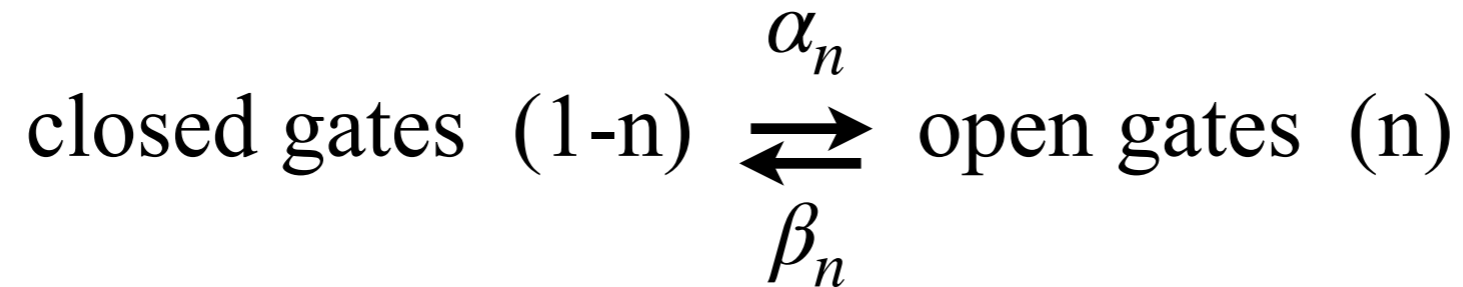 αn
closed gates (1-n) ⇌ open gates (n)
βn